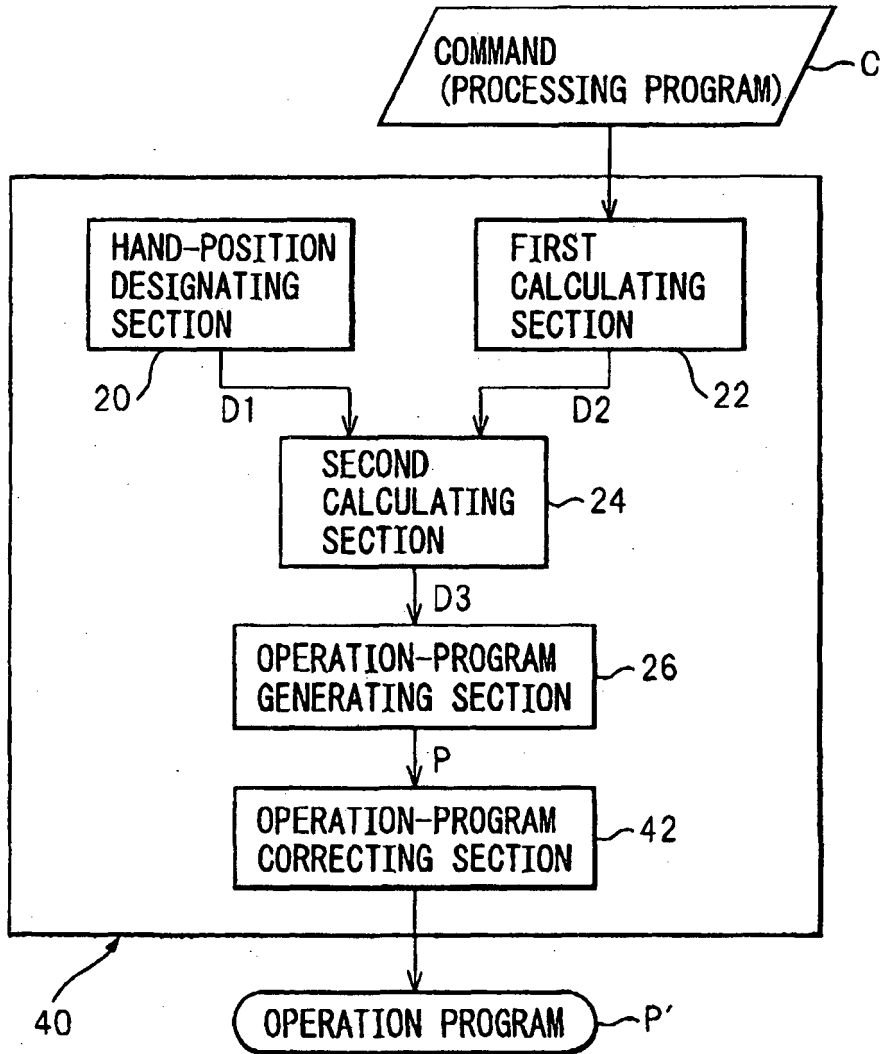 COMMAND
(PROCESSING PROGRAM)
C
HAND-POSITION
DESIGNATING
SECTION
20
FIRST
CALCULATING
SECTION
22
D1
D2
SECOND
CALCULATING
SECTION
24
D3
OPERATION-PROGRAM
GENERATING SECTION
26
P
OPERATION-PROGRAM
CORRECTING SECTION
42
40
OPERATION PROGRAM
P'